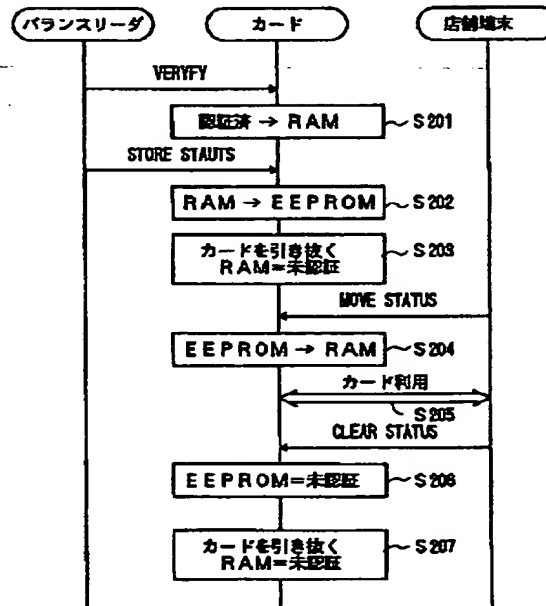 バランスリーダ カード 店舗端末
VERYFY
認証済 → RAM S201
STORE STAUTS
RAM → EEPROM S202
カードを引き抜く S203
RAM=未認証
MOVE STATUS
EEPROM → RAM S204
カード利用
S205
CLEAR STATUS
EEPROM=未認証 S206
カードを引き抜く S207
RAM=未認証